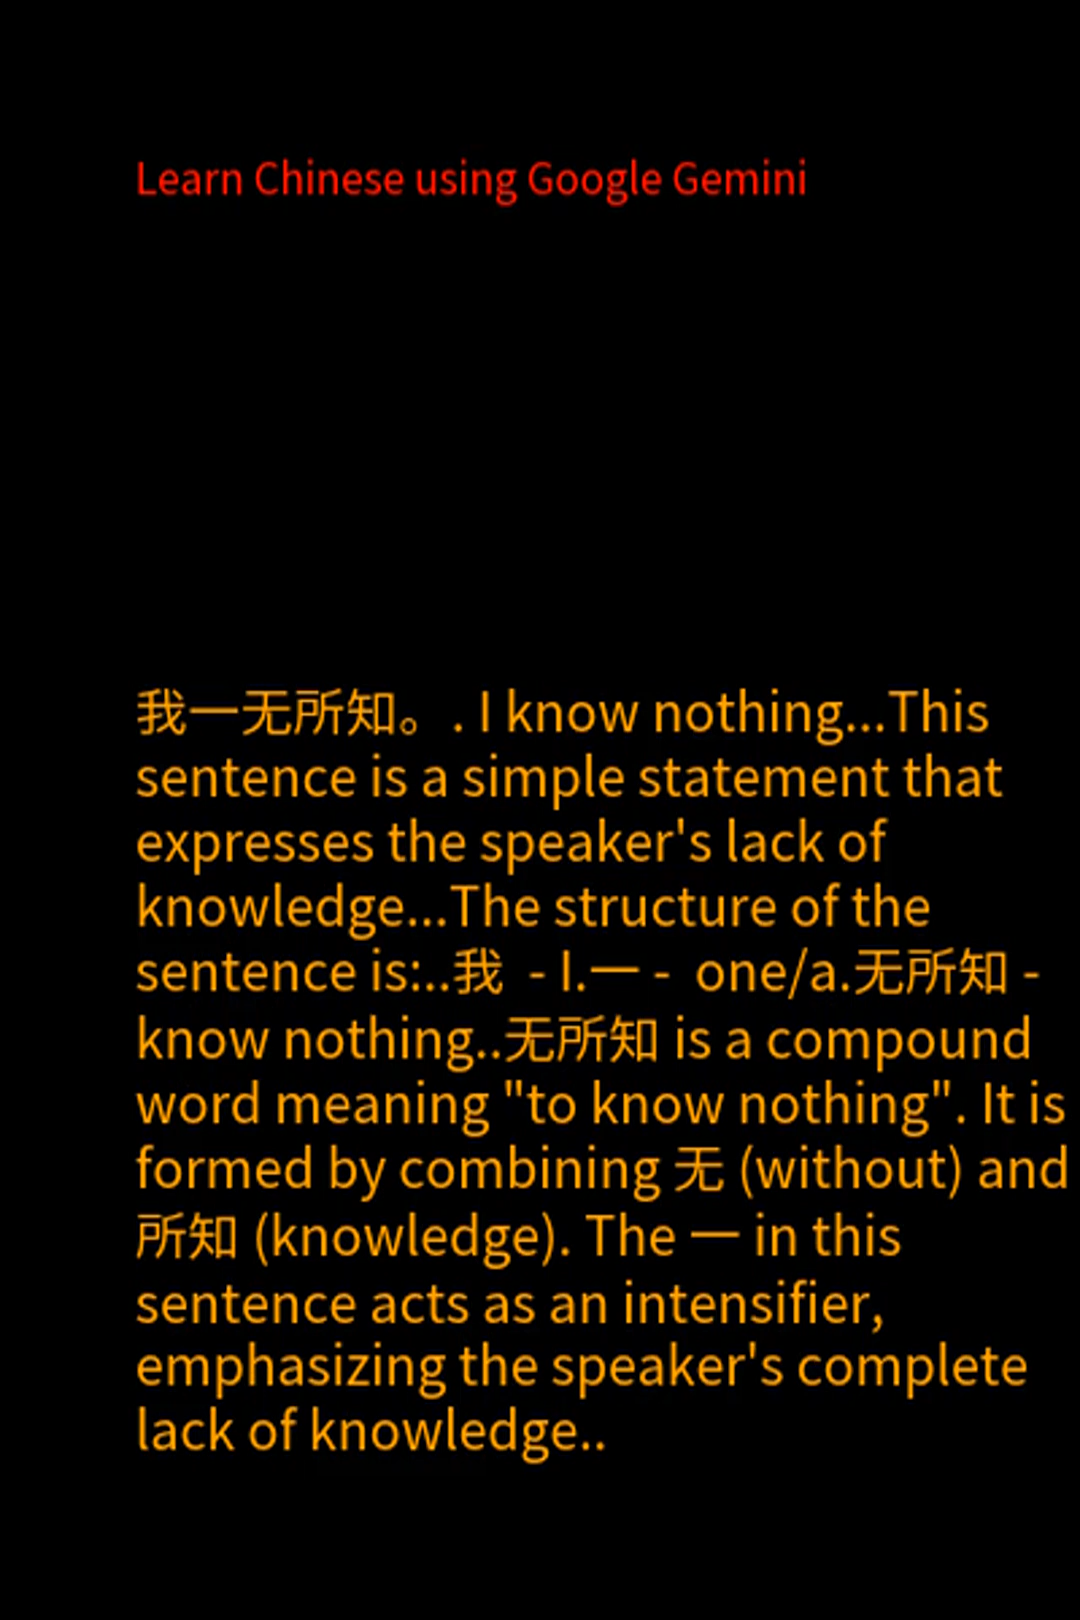 Learn Chinese using Google Gemini
我一无所知。. I know nothing...This
sentence is a simple statement that
expresses the speaker's lack of
knowledge...The structure of the
sentence is:..我 - I.一 - one/a.无所知 -
know nothing..无所知 is a compound
word meaning "to know nothing". It is
formed by combining 无 (without) and
所知 (knowledge). The 一 in this
sentence acts as an intensifier,
emphasizing the speaker's complete
lack of knowledge..